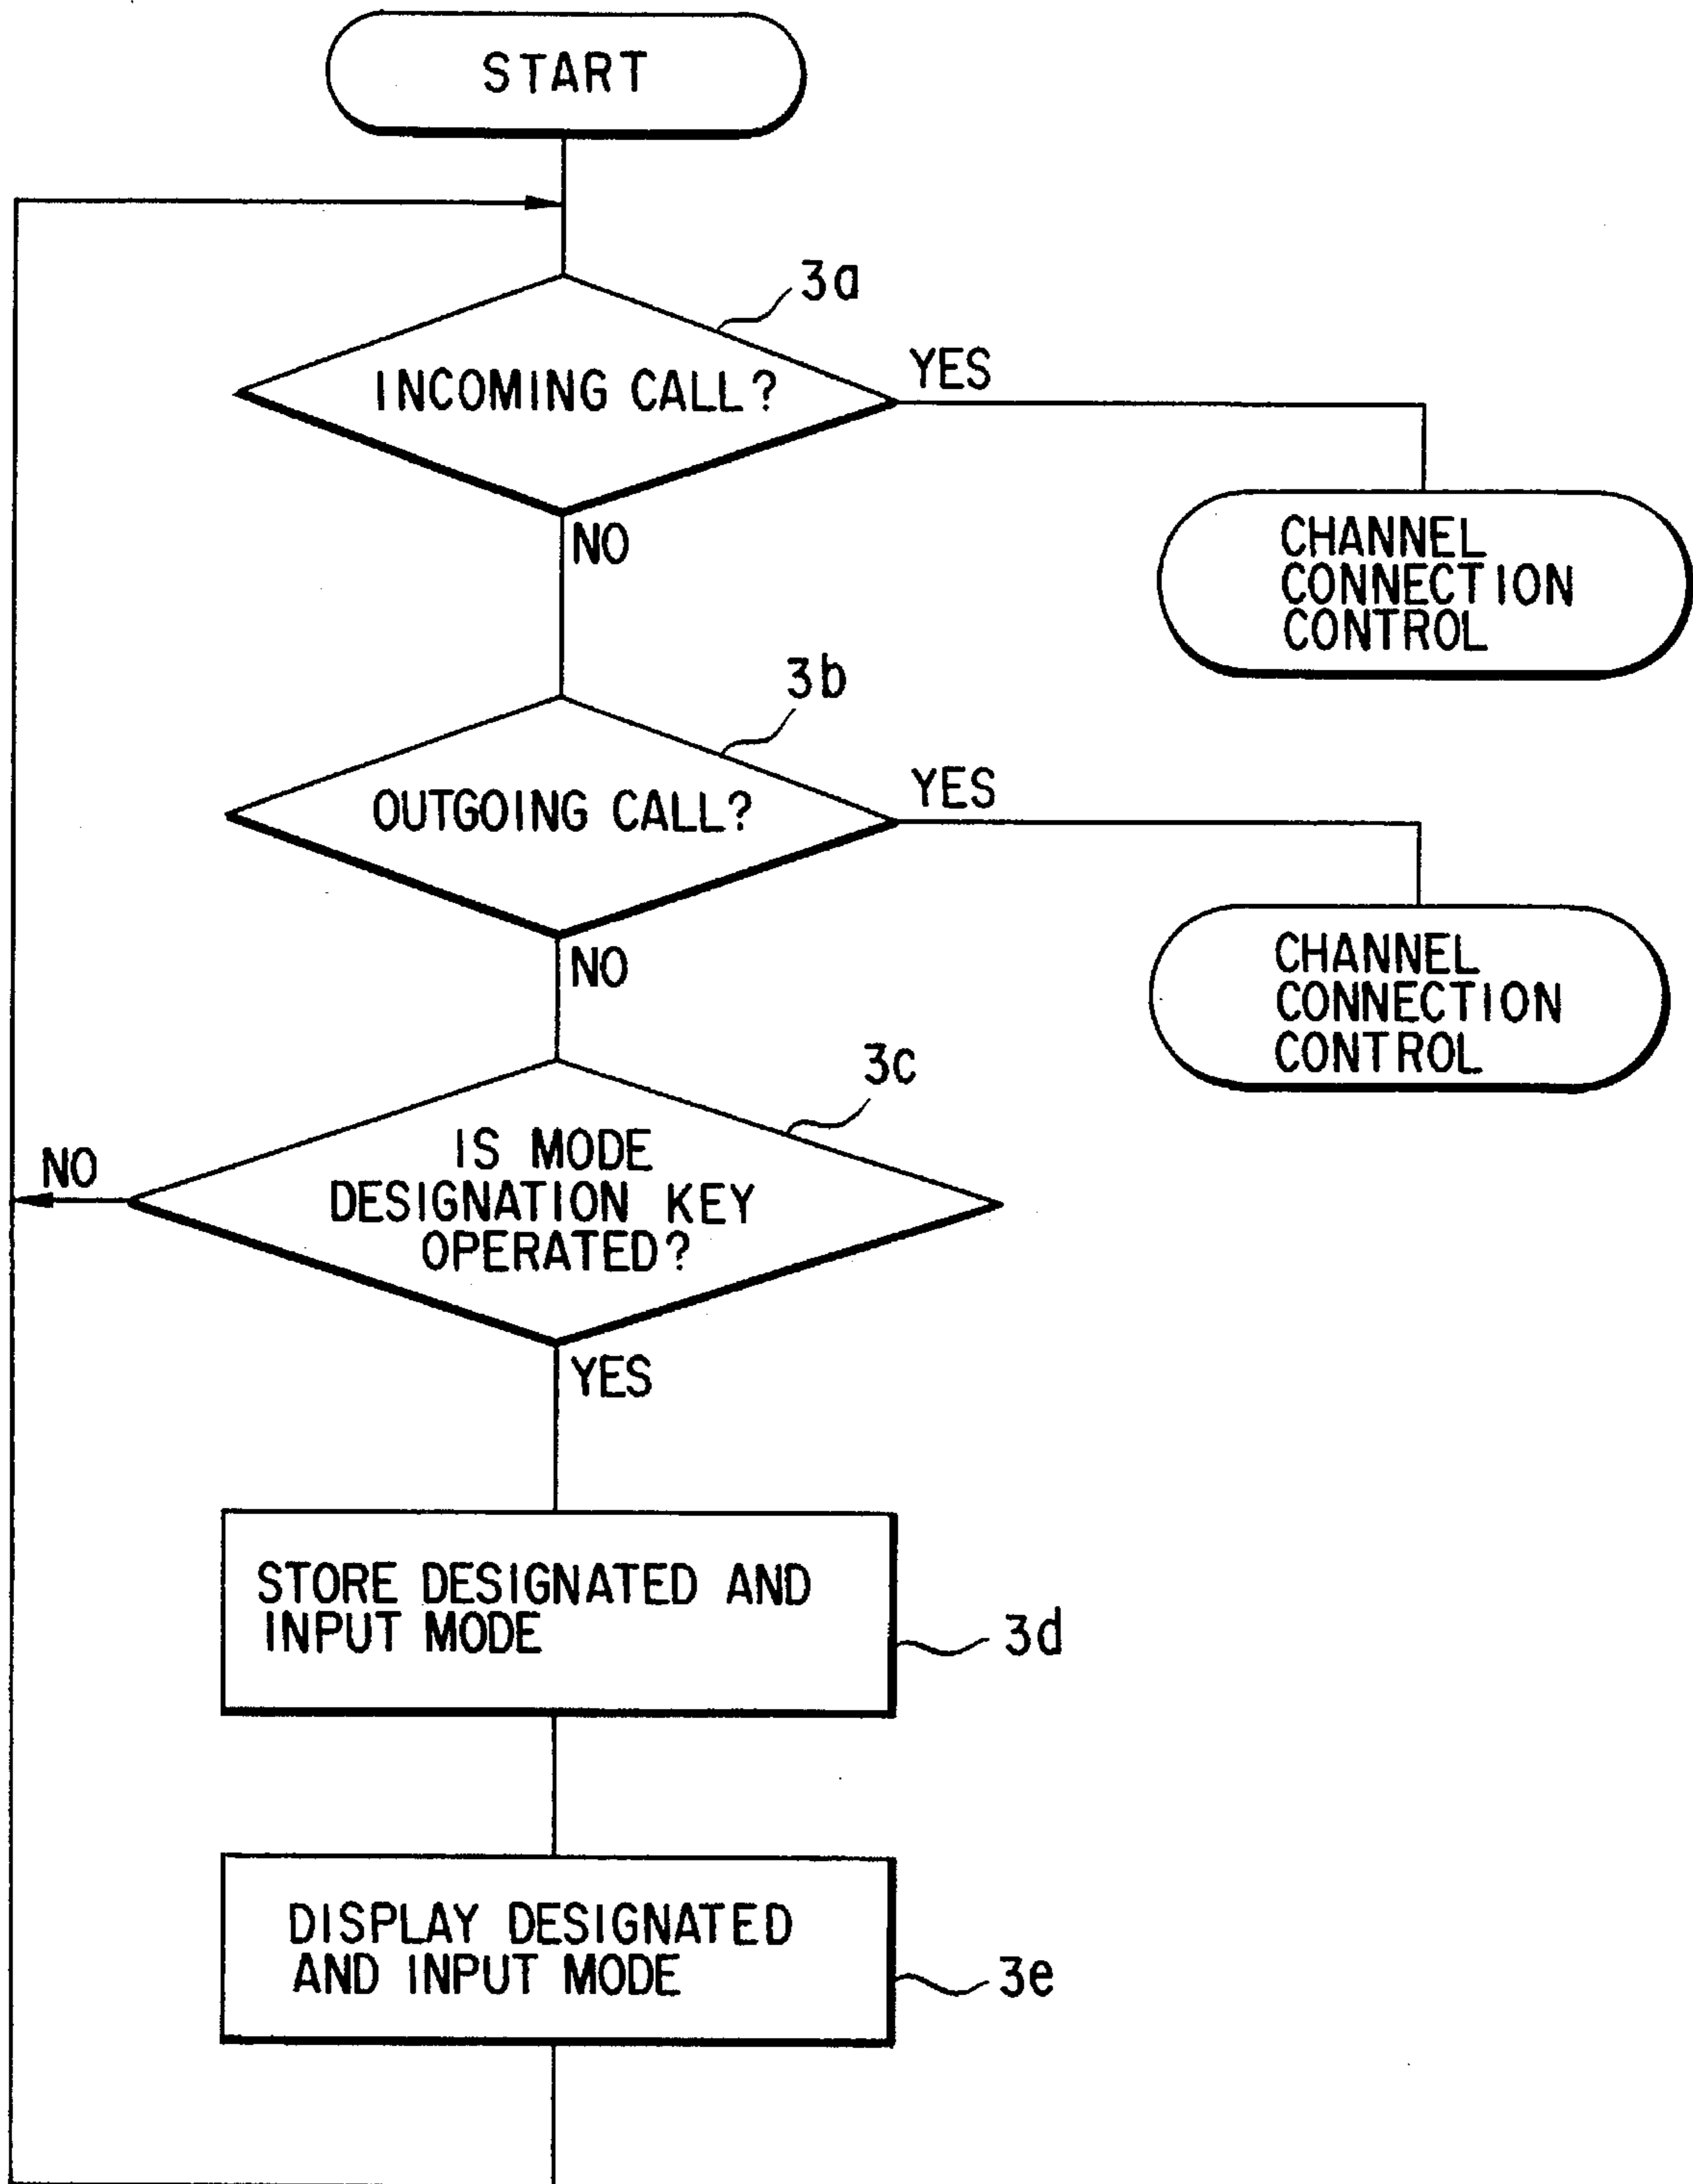 START
3a
INCOMING CALL?
YES
NO
CHANNEL
CONNECTION
CONTROL
3b
OUTGOING CALL?
YES
NO
CHANNEL
CONNECTION
CONTROL
3c
IS MODE
DESIGNATION KEY
OPERATED?
NO
YES
STORE DESIGNATED AND
INPUT MODE
3d
DISPLAY DESIGNATED
AND INPUT MODE
3e